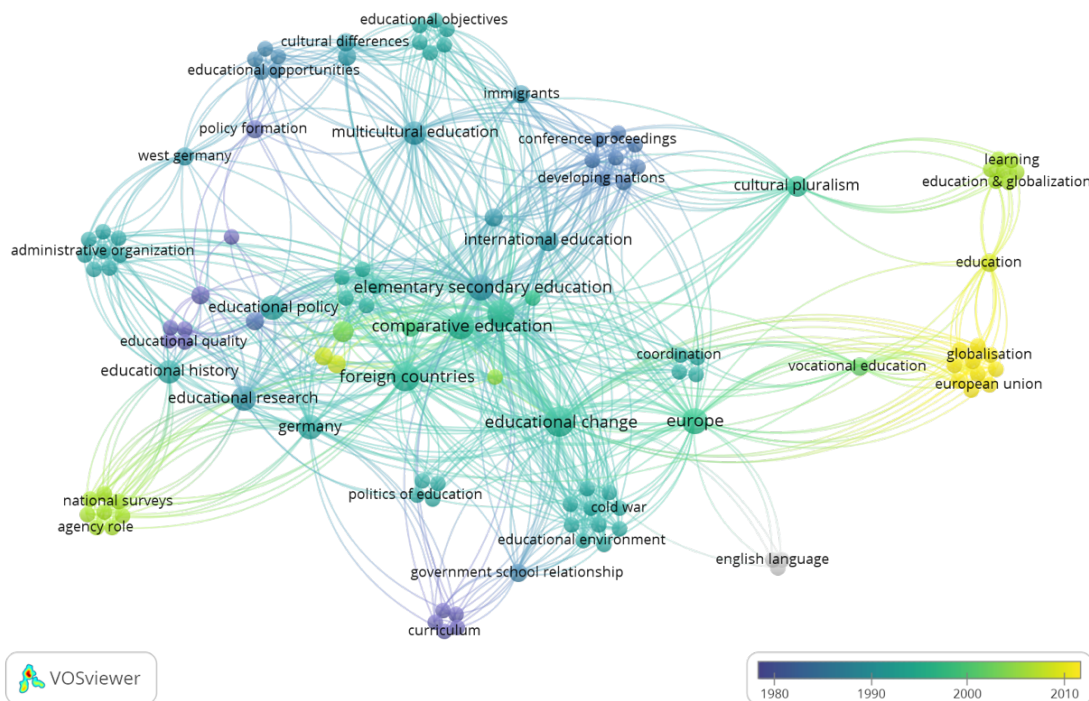 educational objectives
cultural differences
educational opportunities
immigrants
policy formation
multicultural education
conference proceedings
west germany
learning
developing nations
education & globalization
cultural pluralism
administrative organization
international education
education
elementary secondary education
educational policy
comparative education
educational quality
coordination
globalisation
vocational education
educational history
foreign countries
european union
educational research
germany
educational change
europe
national surveys
politics of education
cold war
agency role
educational environment
english language
government school relationship
curriculum
VOSviewer
1980 1990 2000 2010